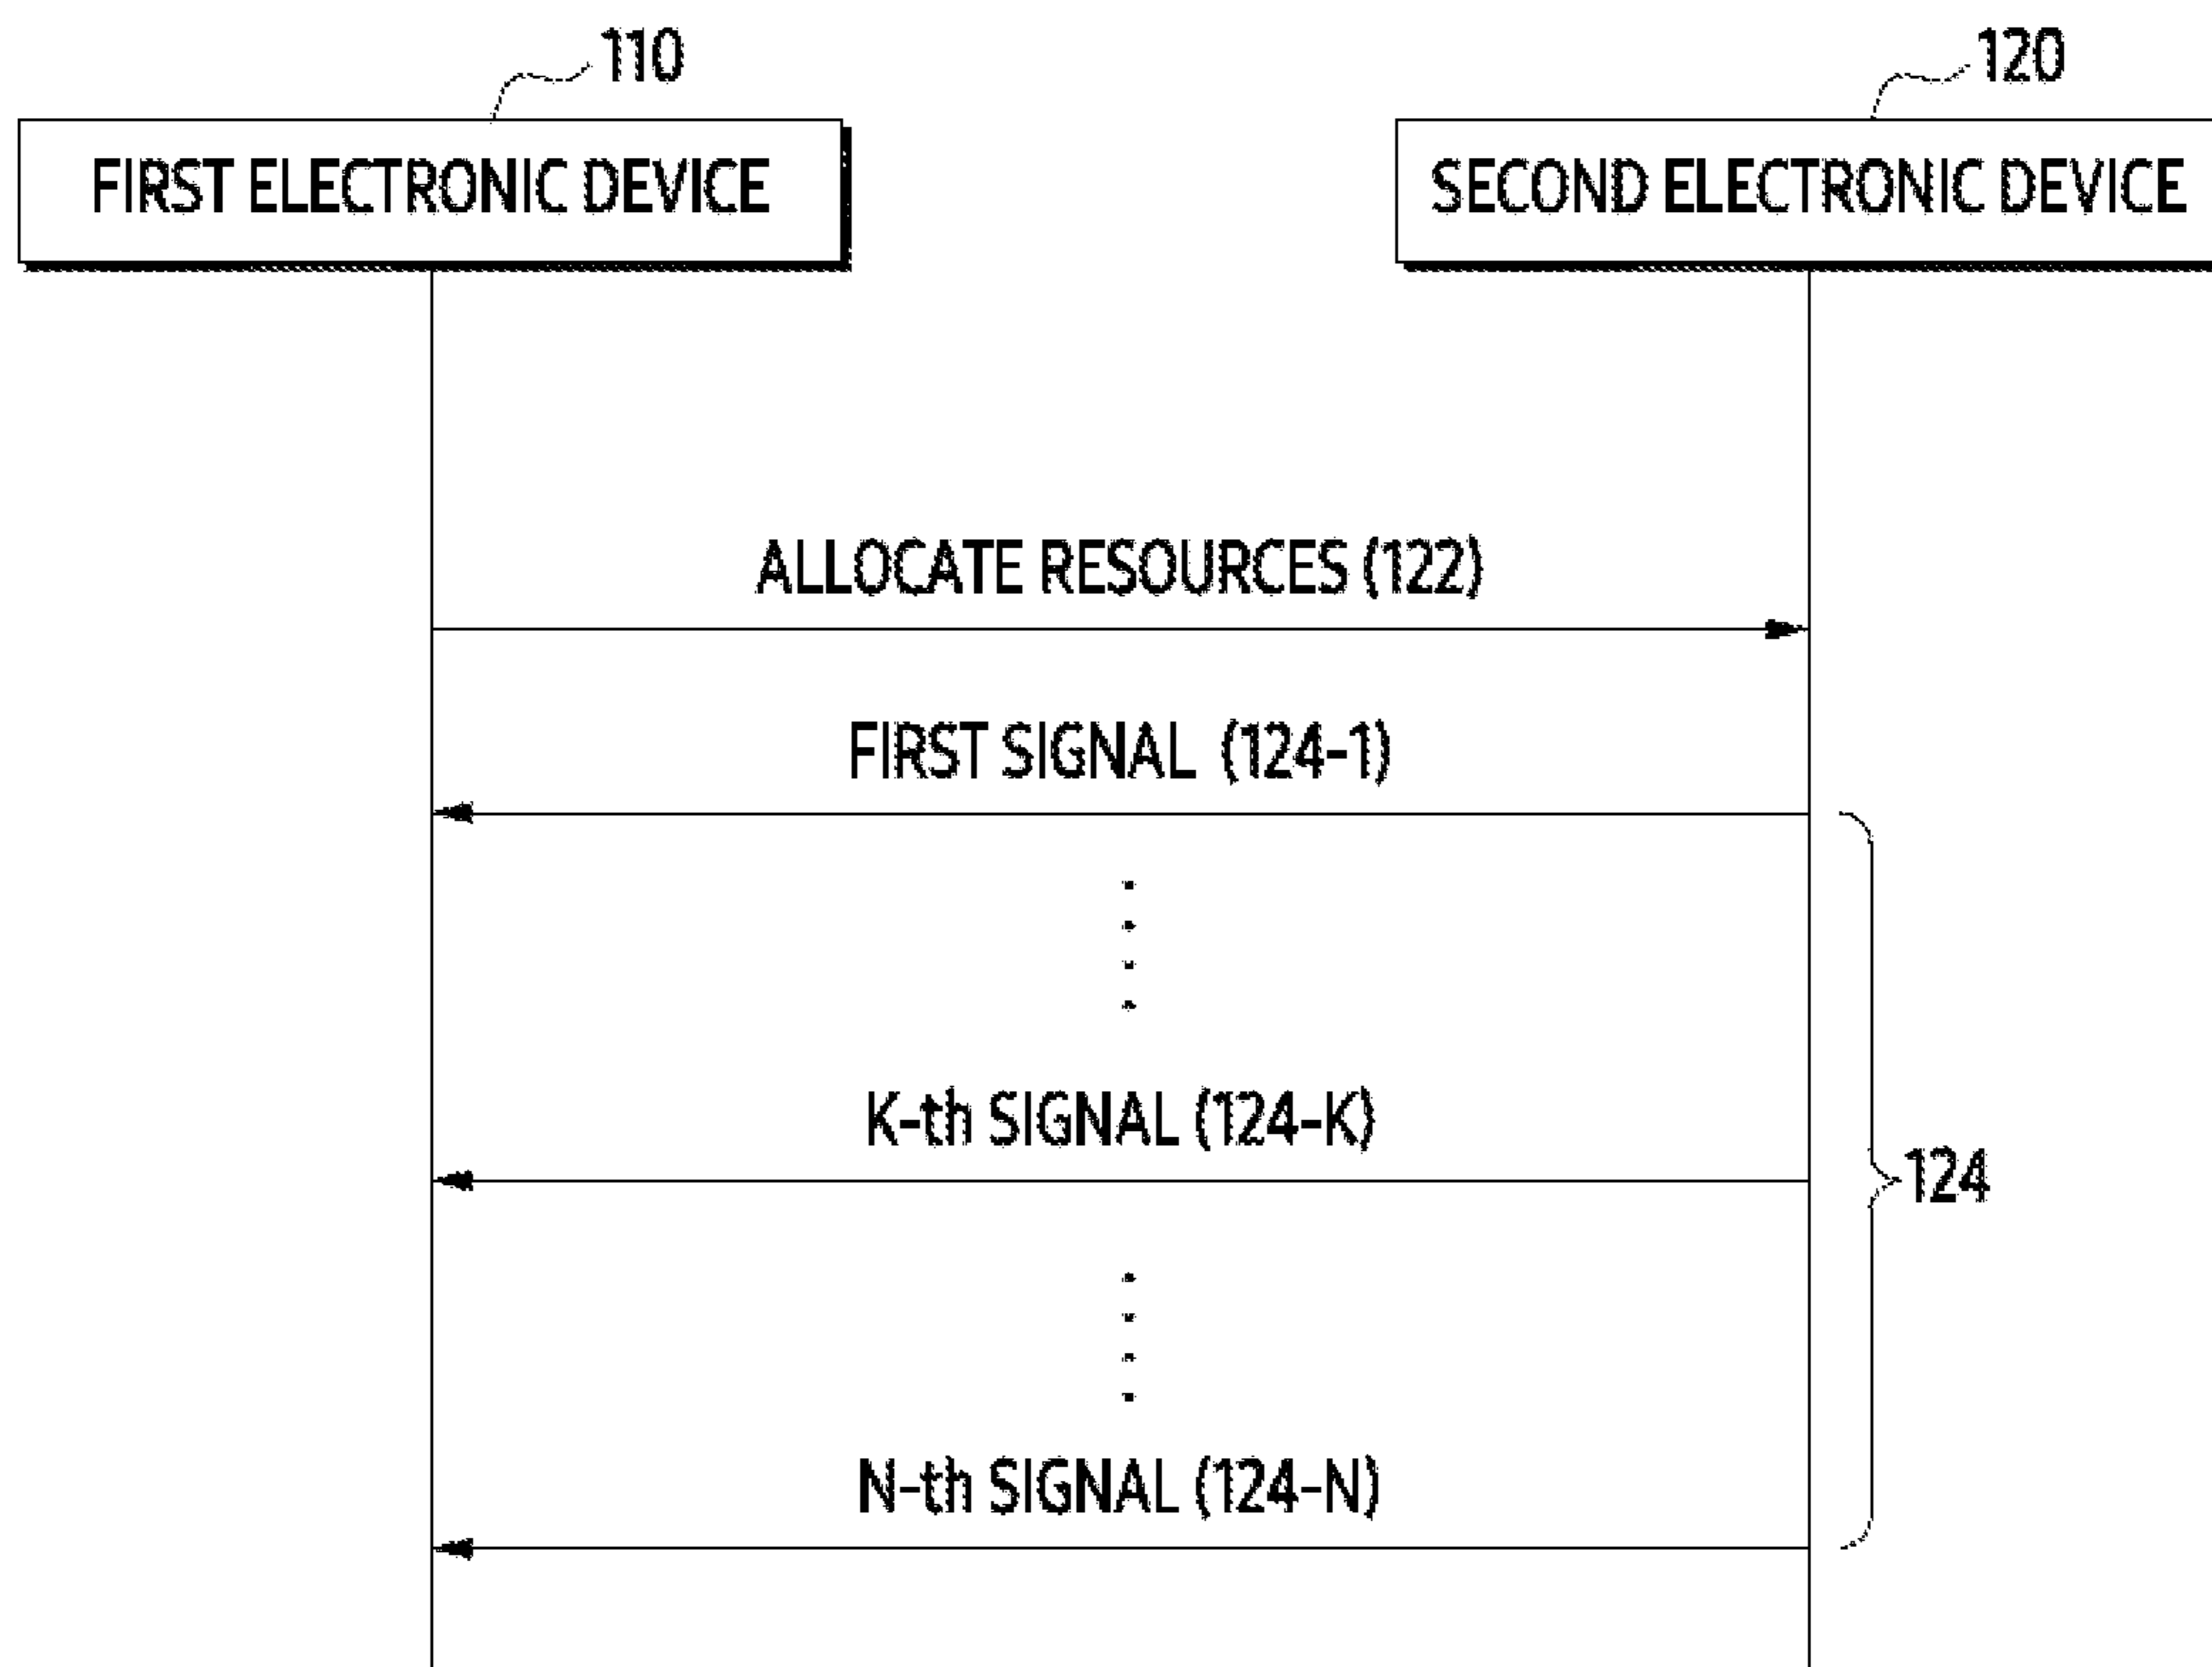 110
120
FIRST ELECTRONIC DEVICE
SECOND ELECTRONIC DEVICE
ALLOCATE RESOURCES (122)
FIRST SIGNAL (124-1)
K-th SIGNAL (124-K)
124
N-th SIGNAL (124-N)